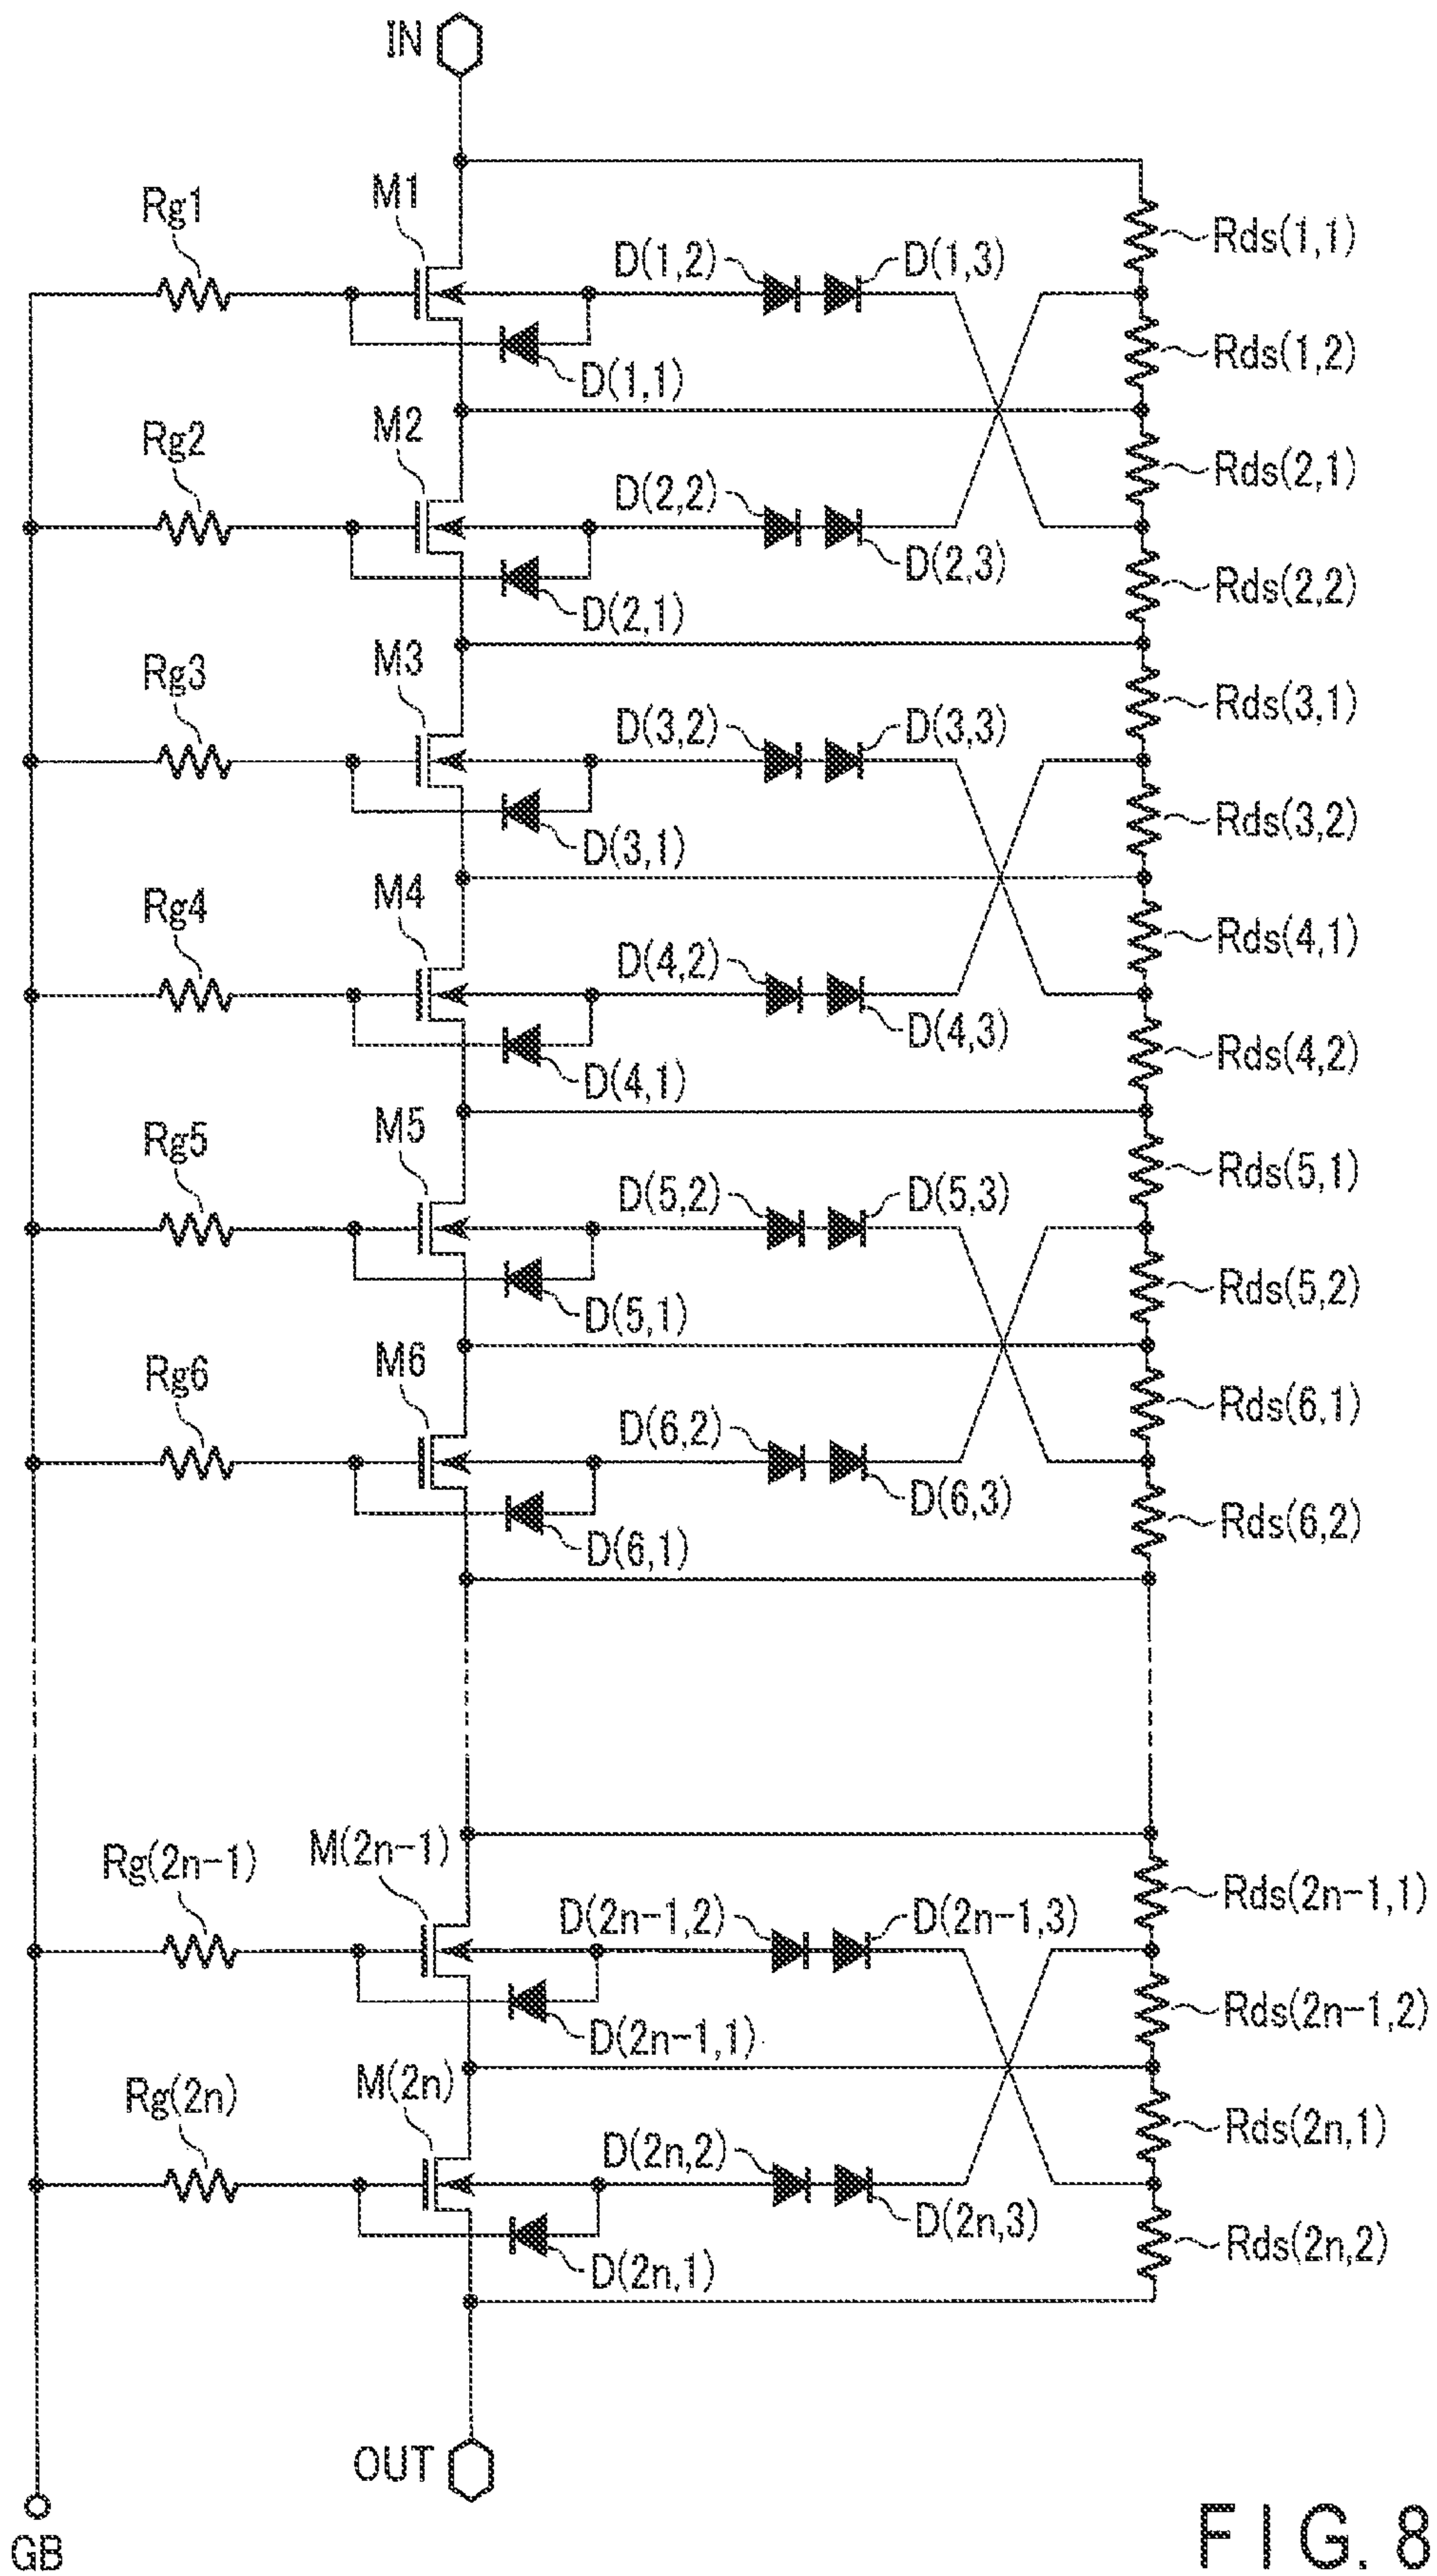 IN
M1
Rg1
D(1,2)
D(1,3)
Rds(1,1)
Rds(1,2)
D(1,1)
M2
Rg2
D(2,2)
Rds(2,1)
D(2,3)
Rds(2,2)
D(2,1)
M3
Rg3
D(3,2)
D(3,3)
Rds(3,1)
Rds(3,2)
D(3,1)
M4
Rg4
D(4,2)
Rds(4,1)
D(4,3)
Rds(4,2)
D(4,1)
M5
Rg5
D(5,2)
D(5,3)
Rds(5,1)
Rds(5,2)
D(5,1)
M6
Rg6
D(6,2)
Rds(6,1)
D(6,3)
Rds(6,2)
D(6,1)
M(2n-1)
Rg(2n-1)
D(2n-1,2)
D(2n-1,3)
Rds(2n-1,1)
Rds(2n-1,2)
D(2n-1,1)
M(2n)
Rg(2n)
D(2n,2)
Rds(2n,1)
D(2n,3)
Rds(2n,2)
D(2n,1)
OUT
GB
FIG. 8